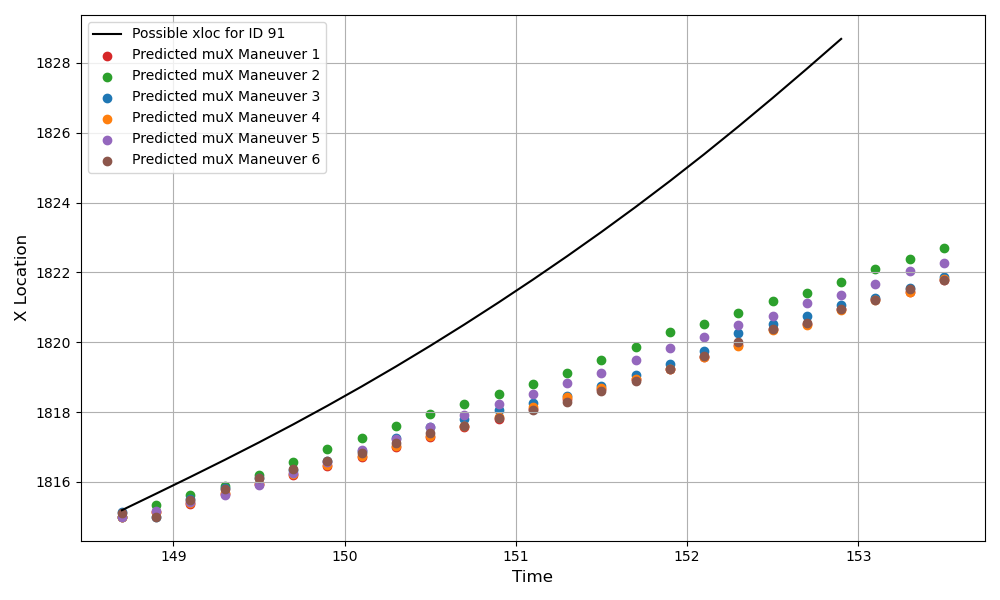 Possible xloc for ID 91
Predicted muX Maneuver 1
Predicted muX Maneuver 2
Predicted muX Maneuver 3
Predicted muX Maneuver 4
Predicted muX Maneuver 5
Predicted muX Maneuver 6
X Location
1828
1826
1824
1822
1820
1818
1816
149 150 151 152 153
Time